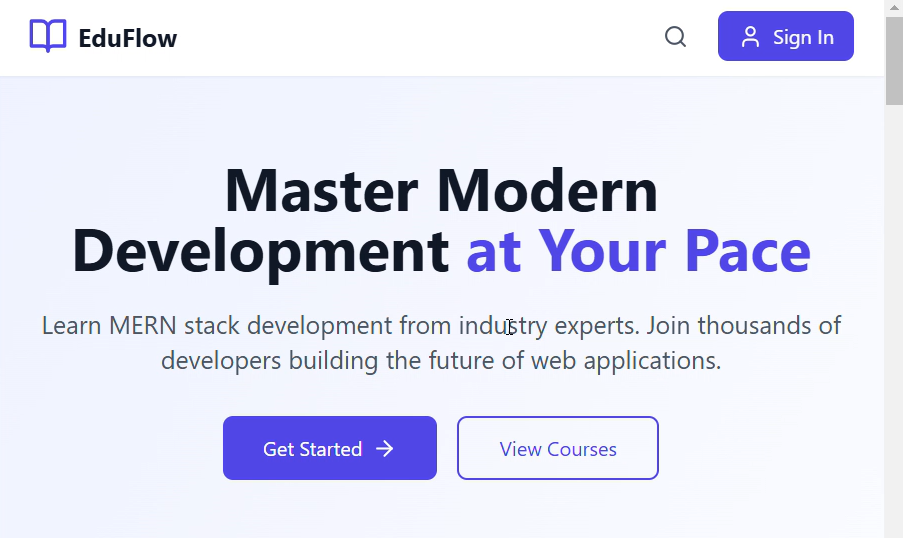 EduFlow
Sign In
Master Modern
Development at Your Pace
Learn MERN stack development from industry experts. Join thousands of
developers building the future of web applications.
Get Started
View Courses